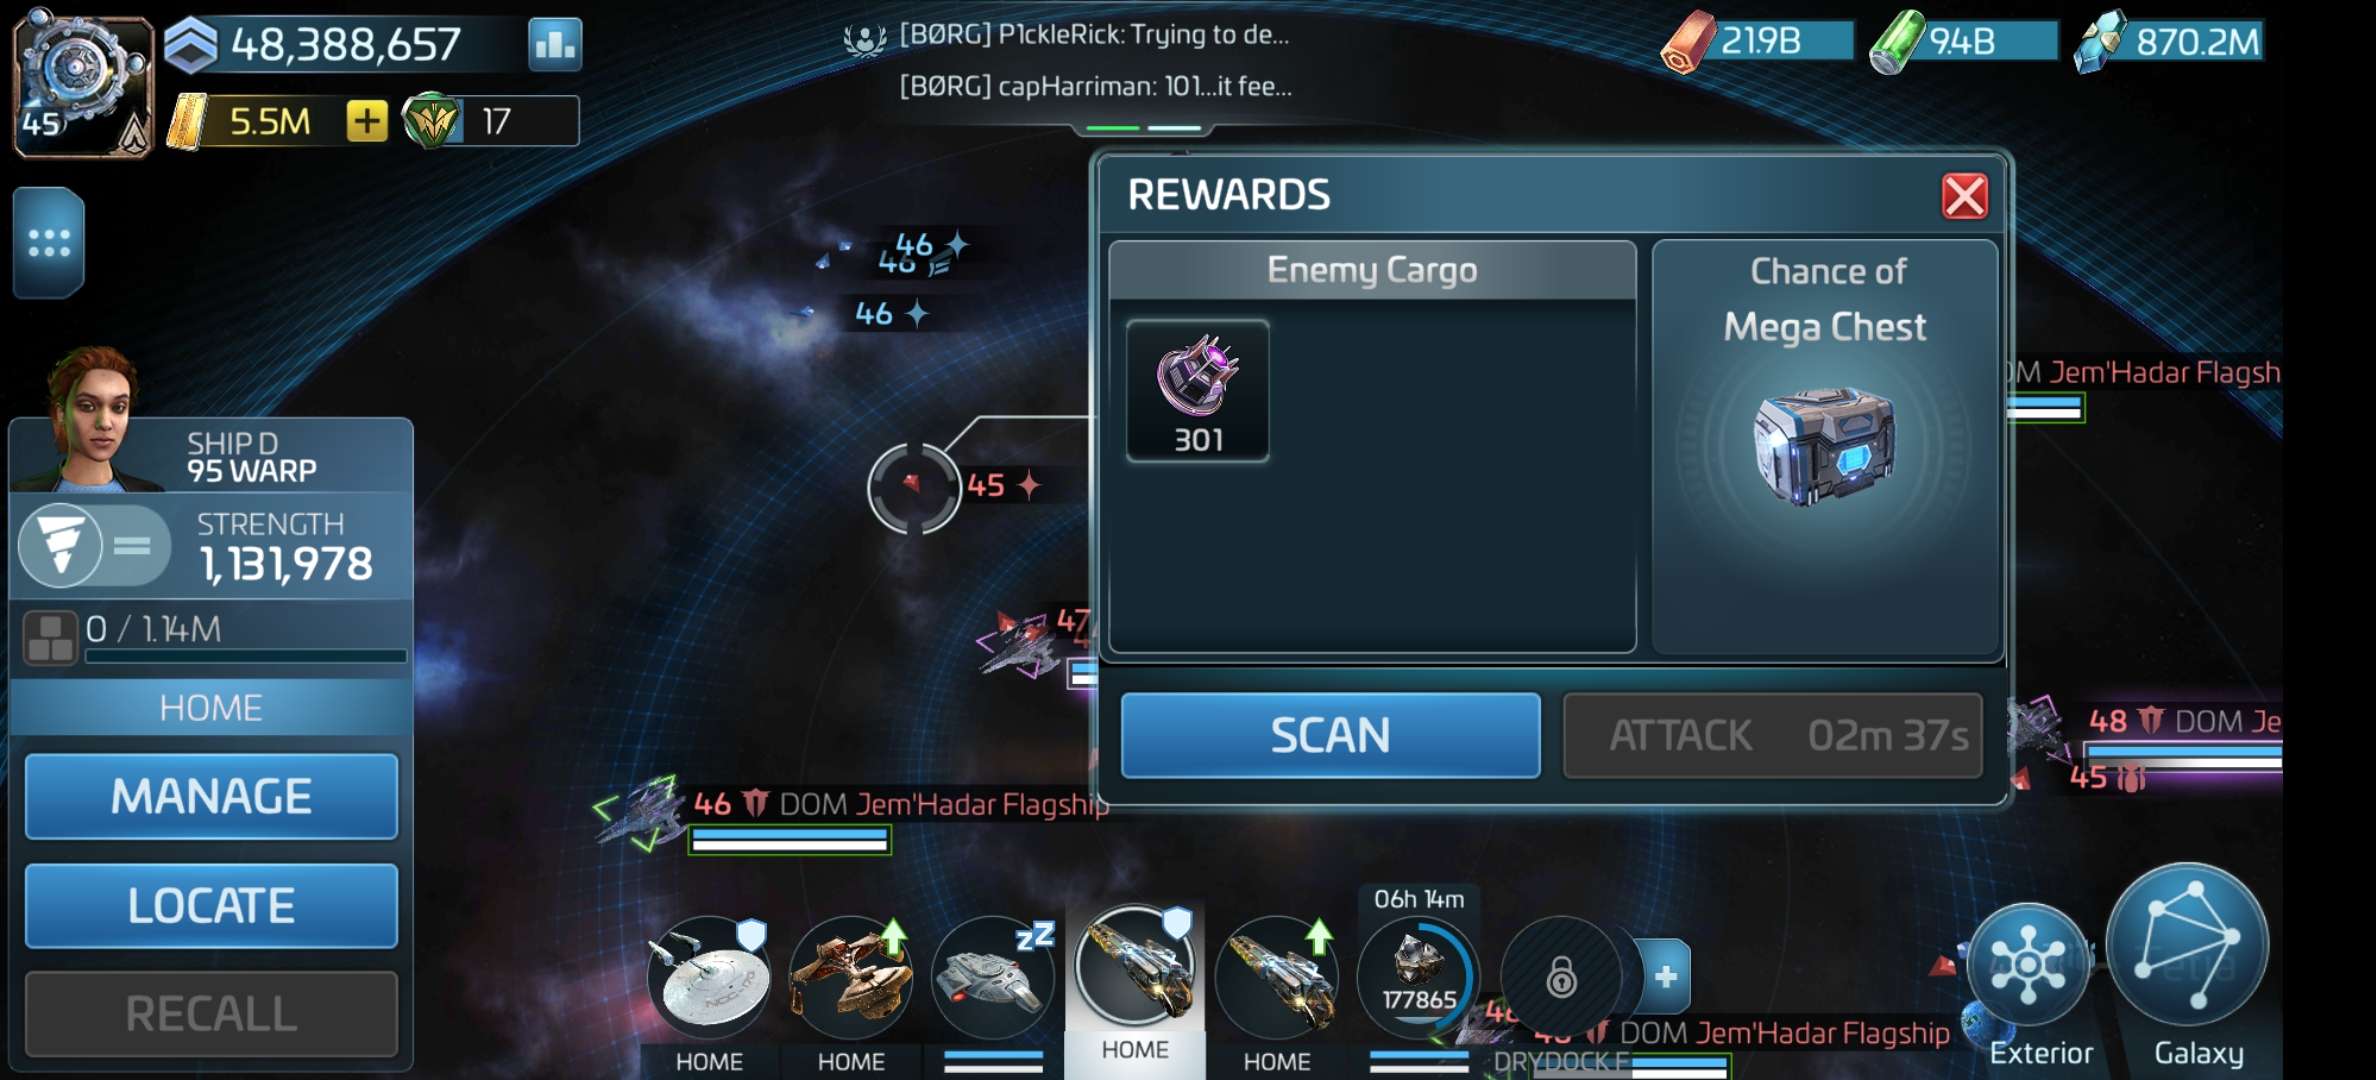 48,388,657
45
5.5M
17
[BØRG] P1ckleRick: Trying to de...
[BØRG] capHarriman: 101...it fee...
21.9B
9.4B
870.2M
REWARDS
Enemy Cargo
301
Chance of
Mega Chest
SCAN
ATTACK 02m 37s
46
46
46
45
47
DOM Jem'Hadar Flagsh
48 DOM Je
45
46 DOM Jem'Hadar Flagship
SHIP D
95 WARP
STRENGTH
1,131,978
0 / 1.14M
HOME
MANAGE
LOCATE
RECALL
06h 14m
177865
NCC-17
zZ
HOME
HOME
HOME
HOME
DRYDOCK F
DOM Jem'Hadar Flagship
Exterior
Galaxy